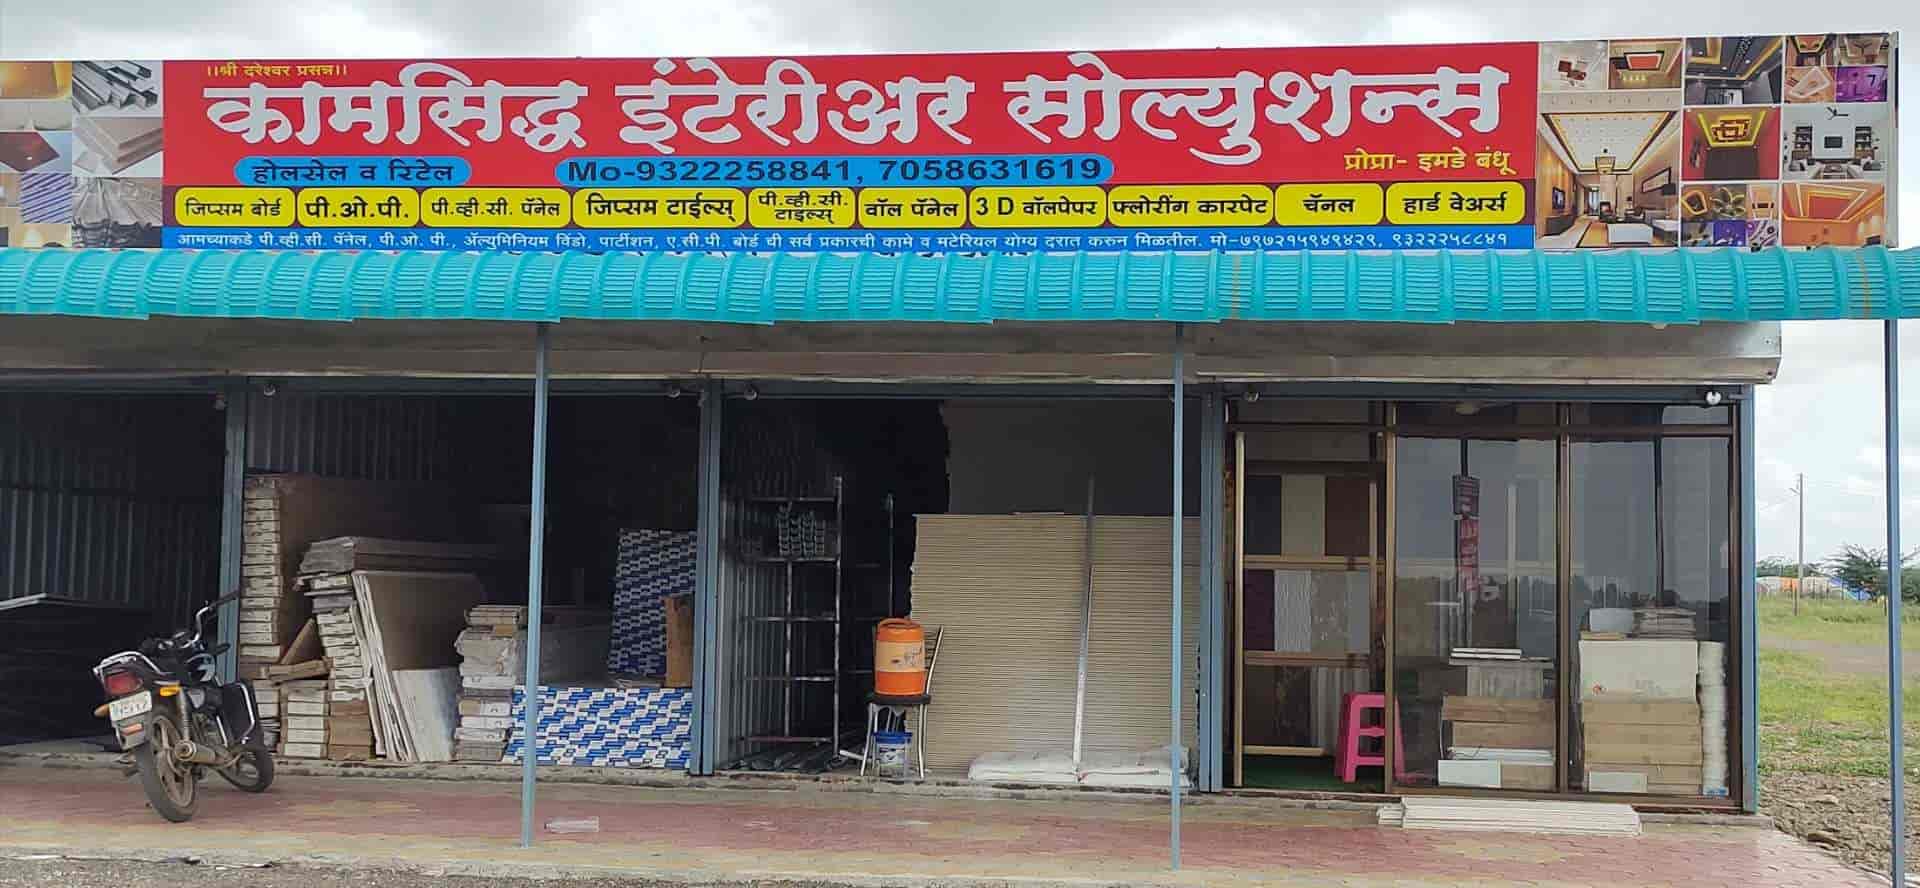 ।।श्री दरेश्वर प्रसन्न।।
कामसिद्ध इंटेरीअर सोल्युशन्स
होलसेल व रिटेल Mo-9322258841, 7058631619 प्रोप्रा- इमडे बंधू
जिप्सम बोर्ड पी.ओ.पी. पी.व्ही.सी. पॅनेल जिप्सम टाईल्स् पी.व्ही.सी. टाईल्स् वॉल पॅनेल 3 D वॉलपेपर फ्लोरींग कारपेट चॅनल हार्ड वेअर्स
आमच्याकडे पी.व्ही.सी. पॅनेल, पी.ओ. पी., ॲल्युमिनियम विंडो, पार्टीशन, ए.सी.पी. बोर्ड ची सर्व प्रकारची कामे व मटेरियल योग्य दरात करुन मिळतील. मो-७९७२१५९४९४२९, ९३२२२५८८४१